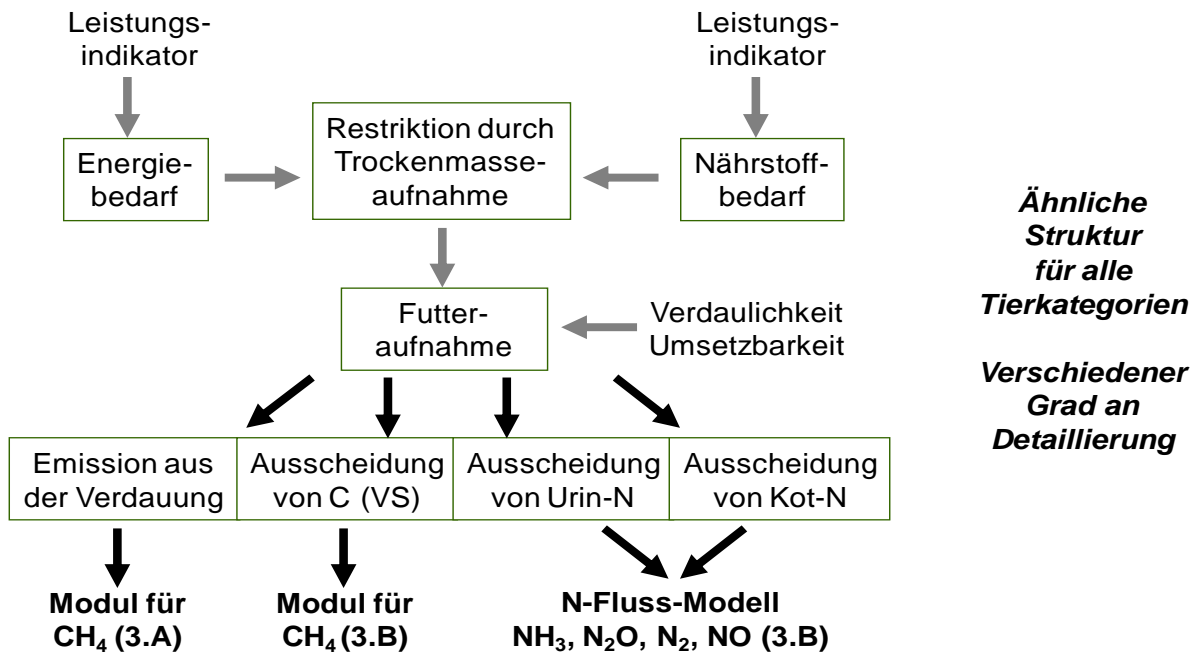 Leistungs-
indikator
Leistungs-
indikator
Energie-
bedarf
Restriktion durch
Trockenmasse-
aufnahme
Nährstoff-
bedarf
Futter-
aufnahme
Verdaulichkeit
Umsetzbarkeit
Ähnliche
Struktur
für alle
Tierkategorien
Verschiedener
Grad an
Detaillierung
Emission aus
der Verdauung
Ausscheidung
von C (VS)
Ausscheidung
von Urin-N
Ausscheidung
von Kot-N
Modul für
CH₄ (3.A)
Modul für
CH₄ (3.B)
N-Fluss-Modell
NH₃, N₂O, N₂, NO (3.B)